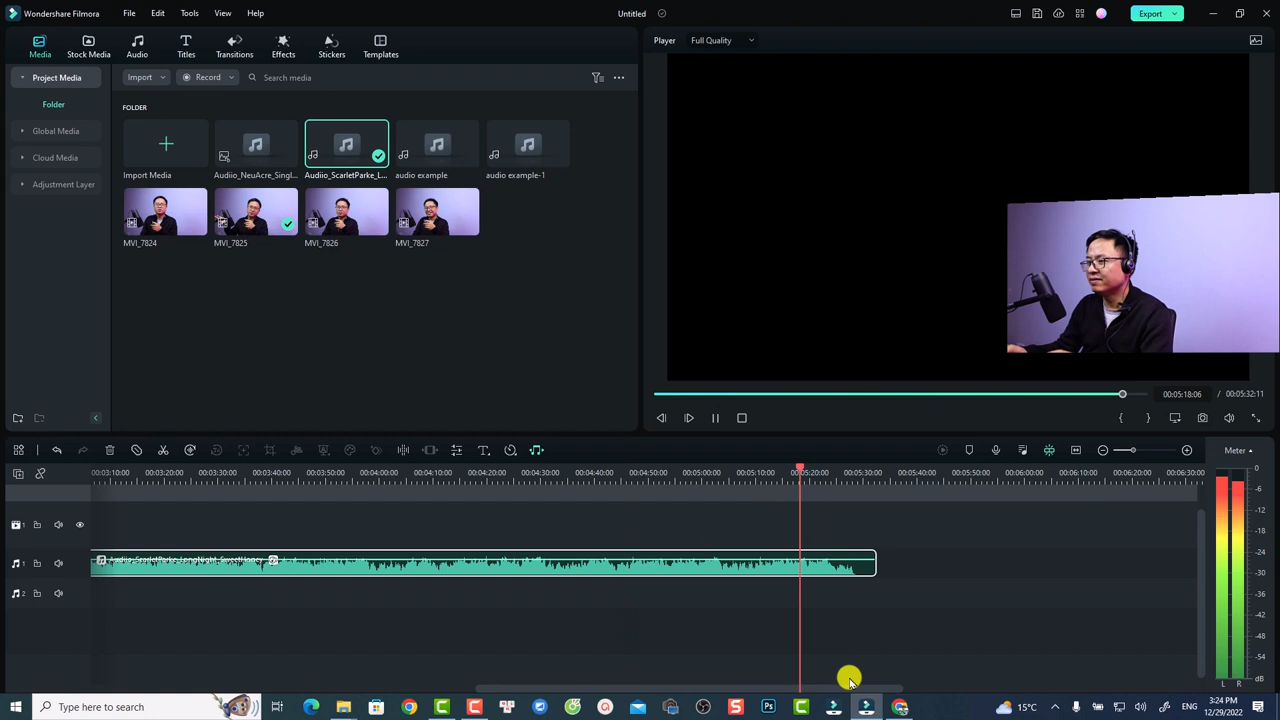 Wondershare Filmora File Edit Tools View Help Untitled Export
Media Stock Media Audio Titles Transitions Effects Stickers Templates
Player Full Quality
Project Media Import Record Search media
Folder
FOLDER
Global Media
Cloud Media
Adjustment Layer
Import Media Audiio_NeuAcre_Singl... Audiio_ScarletParke_L... audio example audio example-1
MVI_7824 MVI_7825 MVI_7826 MVI_7827
00:05:18:06 / 00:05:32:11
Meter
00:03:10:00 00:03:20:00 00:03:30:00 00:03:40:00 00:03:50:00 00:04:00:00 00:04:10:00 00:04:20:00 00:04:30:00 00:04:40:00 00:04:50:00 00:05:00:00 00:05:10:00 00:05:20:00 00:05:30:00 00:05:40:00 00:05:50:00 00:06:00:00 00:06:10:00 00:06:20:00 00:06:30:00
0
-6
-12
-18
-24
-30
-36
-42
-48
-54
dB
L R
1
Audiio_ScarletParke_LongNight_SweetHoney
1
2
Type here to search
15°C
3:24 PM
12/29/2022